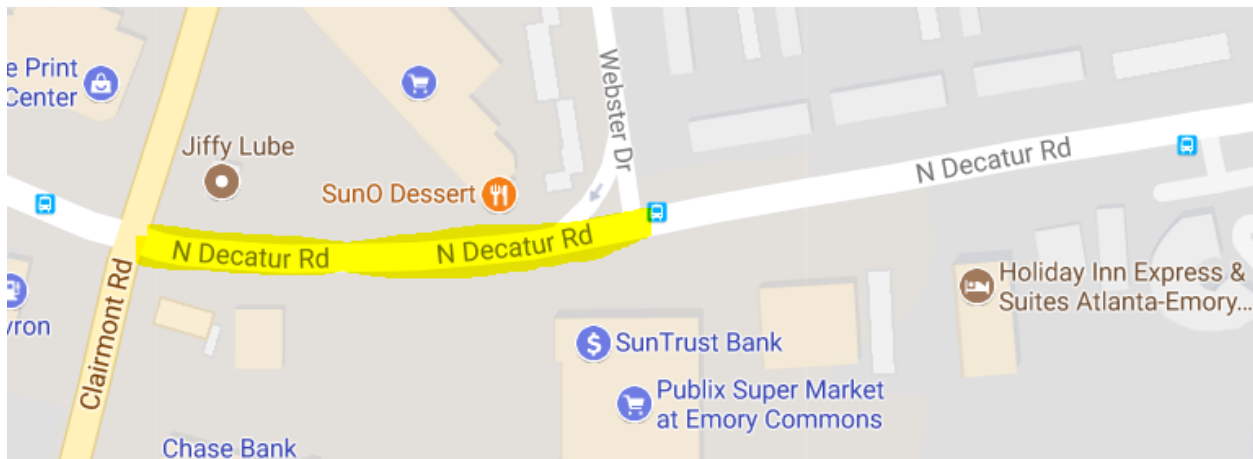 e Print
Center
Jiffy Lube
SunO Dessert
Webster Dr
N Decatur Rd
N Decatur Rd
N Decatur Rd
Clairmont Rd
vron
Holiday Inn Express &
Suites Atlanta-Emory...
SunTrust Bank
Publix Super Market
at Emory Commons
Chase Bank